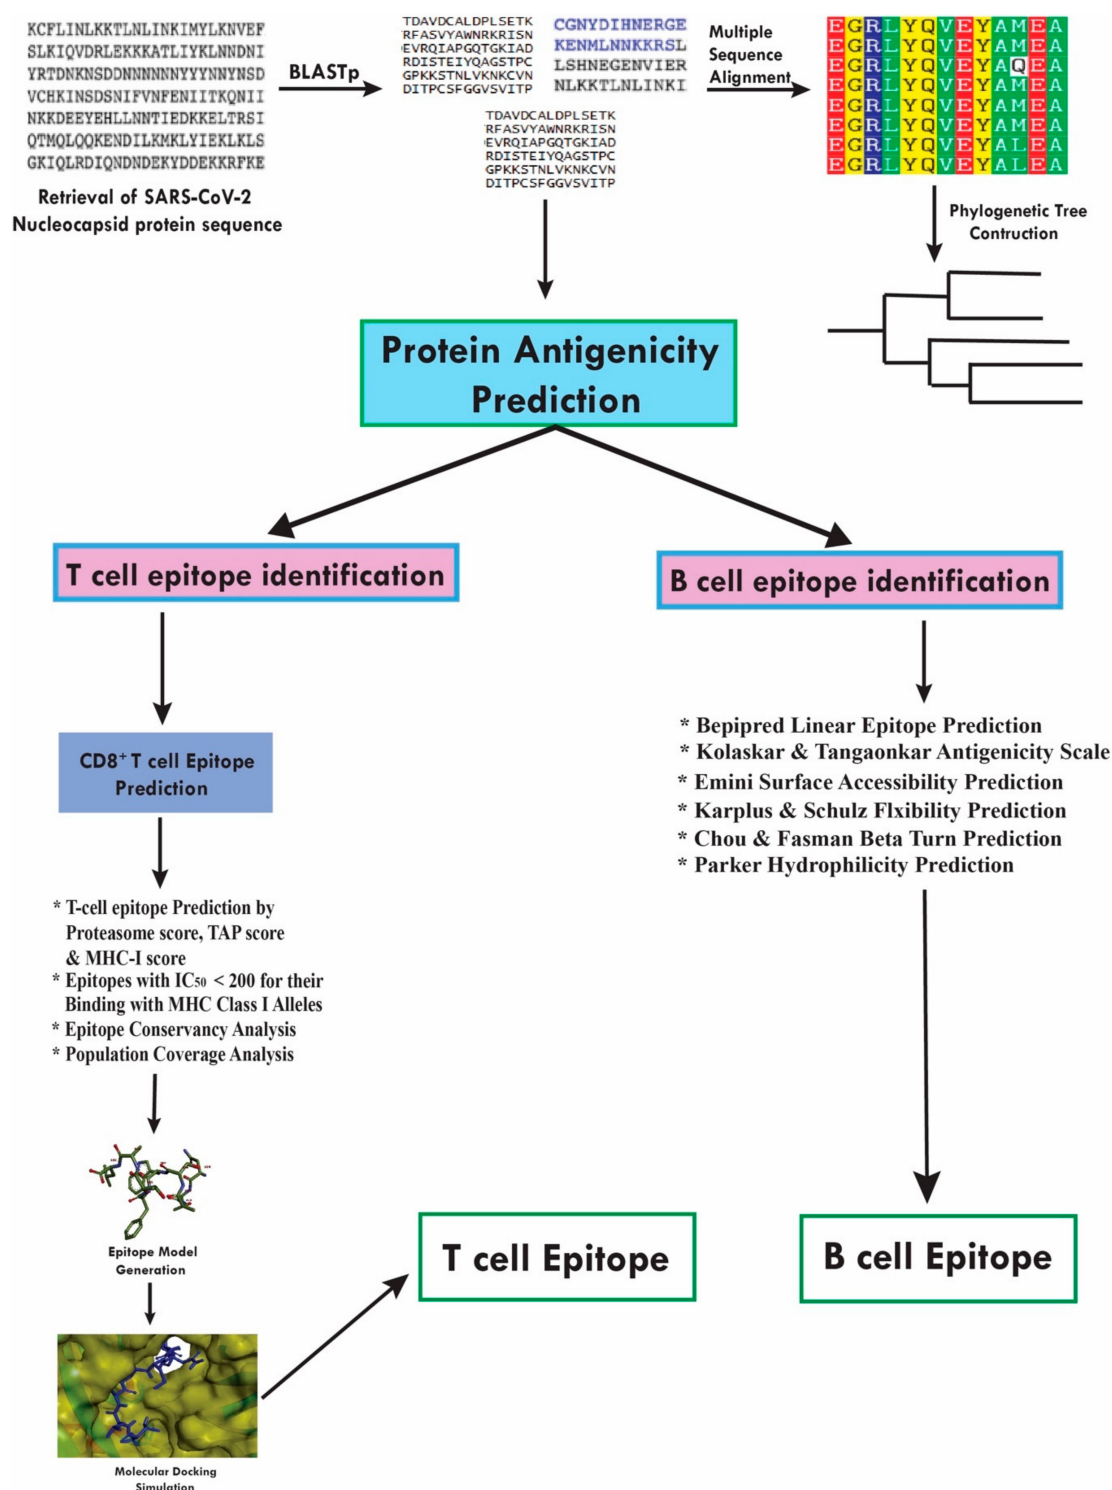 KCFLINLKKTLNLINKIMYLKNVEF
SLKIQVDRLEKKKATLIYKLNNDNI
YRTDNKNSDDNNNNNNYYYNNYNSD
VCHKINSDSNIFVNFENIITKQNII
NKKDEEYEHLLNNTIEDKKELTRSI
QTMQLQQKENDILKMKLYIEKLKLS
GKIQLRDIQNDNDEKYDDEKKRFKE
Retrieval of SARS-CoV-2
Nucleocapsid protein sequence
BLASTp
TDAVDCALDPLSETK
RFASVYAWNRKRISN
EVRQIAPGQTGKIAD
RDISTEIYQAGSTPC
GPKKSTNLVKNKCVN
DITPCSFGGVSVITP
CGNYDIHNERGE
KENMLNNKKRSL
LSHNEGENVIER
NLKKTLNLINKI
TDAVDCALDPLSETK
RFASVYAWNRKRISN
EVRQIAPGQTGKIAD
RDISTEIYQAGSTPC
GPKKSTNLVKNKCVN
DITPCSFGGVSVITP
Multiple
Sequence
Alignment
EGRLYQVEYAMEA
EGRLYQVEYAMEA
EGRLYQVEYAQEA
EGRLYQVEYAMEA
EGRLYQVEYAMEA
EGRLYQVEYALEA
EGRLYQVEYALEA
Phylogenetic Tree
Contruction
Protein Antigenicity
Prediction
T cell epitope identification
B cell epitope identification
CD8+ T cell Epitope
Prediction
* T-cell epitope Prediction by
Proteasome score, TAP score
& MHC-I score
* Epitopes with IC50 < 200 for their
Binding with MHC Class I Alleles
* Epitope Conservancy Analysis
* Population Coverage Analysis
* Bepipred Linear Epitope Prediction
* Kolaskar & Tangaonkar Antigenicity Scale
* Emini Surface Accessibility Prediction
* Karplus & Schulz Flxibility Prediction
* Chou & Fasman Beta Turn Prediction
* Parker Hydrophilicity Prediction
Epitope Model
Generation
Molecular Docking
Simulation
T cell Epitope
B cell Epitope